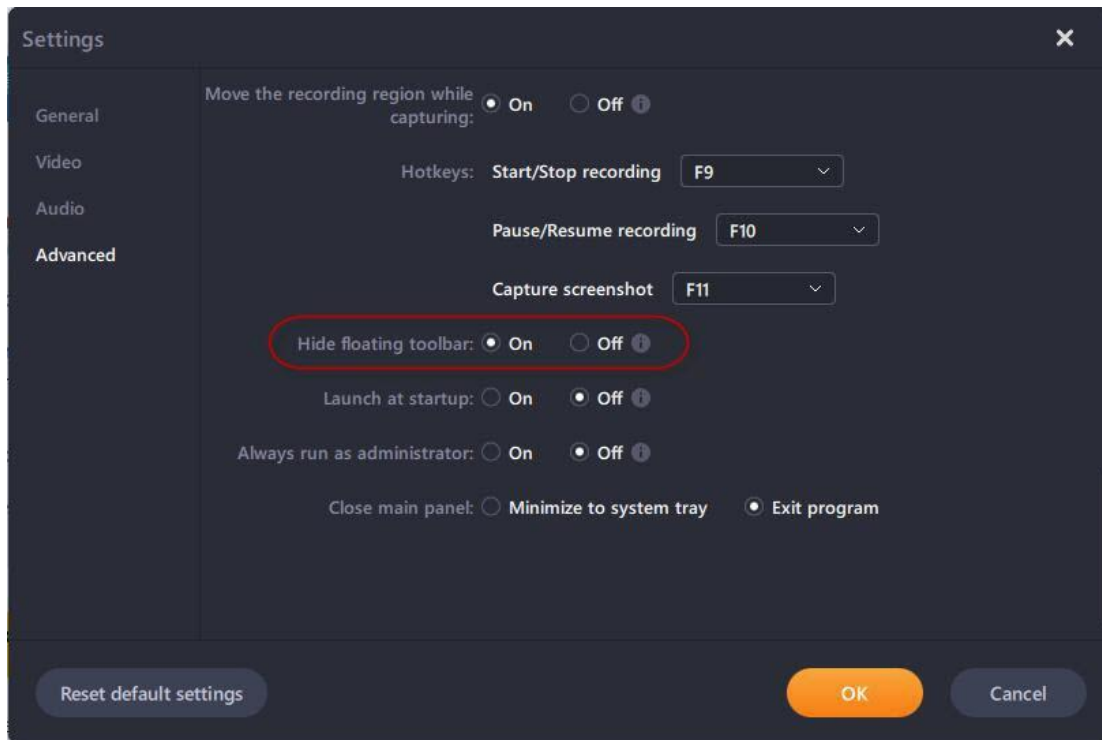 Settings
General
Video
Audio
Advanced
Move the recording region while
capturing:
On Off
Hotkeys: Start/Stop recording F9
Pause/Resume recording F10
Capture screenshot F11
Hide floating toolbar: On Off
Launch at startup: On Off
Always run as administrator: On Off
Close main panel: Minimize to system tray Exit program
Reset default settings OK Cancel